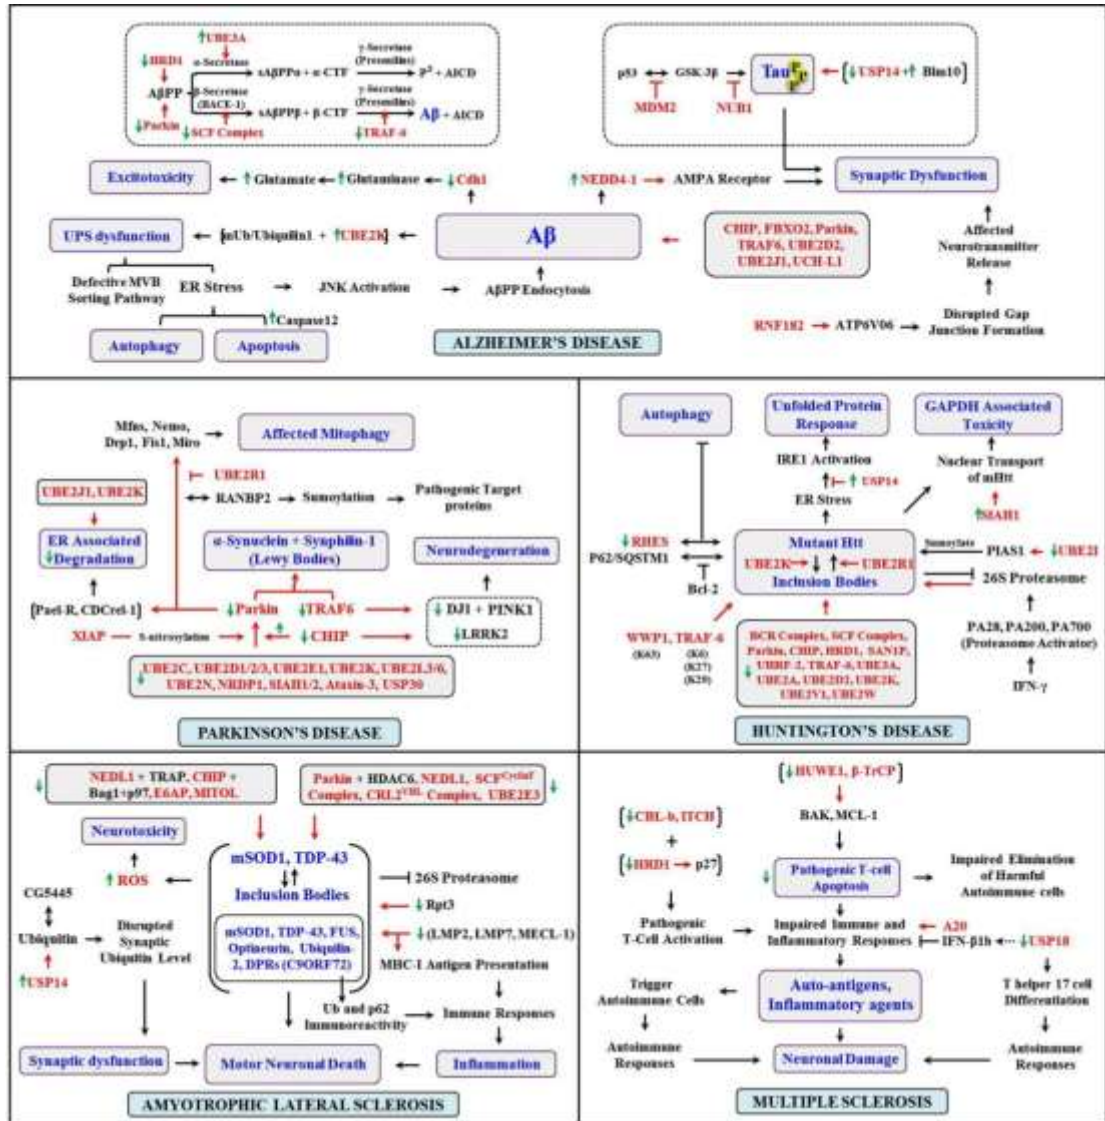 ↑UBE3A
↓HRD1
α-Secretase
γ-Secretase
(Presenilins)
sAβPPα + α-CTF
P³ + AICD
AβPP
β-Secretase
(BACE-1)
γ-Secretase
(Presenilins)
sAβPPβ + β-CTF
Aβ + AICD
↓Parkin
↓SCF Complex
↓TRAF-6
p53
GSK-3β
Tau
P
P
P
[↓USP14 +↑ Blm10]
MDM2
NUB1
Excitotoxicity
↑Glutamate
↑Glutaminase
↓Cdh1
↑NEDD4-1
AMPA Receptor
Synaptic Dysfunction
UPS dysfunction
[mUb/Ubiquilin1 + ↑UBE2K]
Aβ
CHIP, FBXO2, Parkin,
TRAF6, UBE2D2,
UBE2J1, UCH-L1
Affected
Neurotransmitter
Release
Defective MVB
Sorting Pathway
ER Stress
JNK Activation
AβPP Endocytosis
↑Caspase12
Autophagy
Apoptosis
RNF182
ATP6V06
Disrupted Gap
Junction Formation
ALZHEIMER'S DISEASE
Mfns, Nemo,
Drp1, Fis1, Miro
Affected Mitophagy
UBE2R1
UBE2J1, UBE2K
RANBP2
Sumoylation
Pathogenic Target
proteins
ER Associated
↓Degradation
α-Synuclein + Synphilin-1
(Lewy Bodies)
Neurodegeneration
[Pael-R, CDCrel-1]
↓Parkin
↓TRAF6
↓ DJ1 + PINK1
↓LRRK2
XIAP
S-nitrosylation
↑
↓ CHIP
UBE2C, UBE2D1/2/3, UBE2E1, UBE2K, UBE2L3/6,
↓ UBE2N, NRDP1, SIAH1/2, Ataxin-3, USP30
PARKINSON'S DISEASE
Autophagy
Unfolded Protein
Response
GAPDH Associated
Toxicity
IRE1 Activation
↑ USP14
ER Stress
Nuclear Transport
of mHtt
↑SIAH1
↓RHES
P62/SQSTM1
Bcl-2
Mutant Htt
UBE2K
UBE2R1
Inclusion Bodies
Sumoylate
PIAS1
↓UBE2I
26S Proteasome
WWP1, TRAF-6
(K63)
(K6)
(K27)
(K29)
BCR Complex, SCF Complex,
Parkin, CHIP, HRD1, SAN1P,
UHRF-2, TRAF-6, UBE3A,
↓ UBE2A, UBE2D2, UBE2K,
UBE2V1, UBE2W
PA28, PA200, PA700
(Proteasome Activator)
IFN-γ
HUNTINGTON'S DISEASE
NEDL1 + TRAP, CHIP +
↓ Bag1+p97, E6AP, MITOL
Parkin + HDAC6, NEDL1, SCF^CyclinF
Complex, CRL2^VHL Complex, UBE2E3 ↓
Neurotoxicity
↑ ROS
mSOD1, TDP-43
Inclusion Bodies
mSOD1, TDP-43, FUS,
Optineurin, Ubiquilin-
2, DPRs (C9ORF72)
26S Proteasome
↓ Rpt3
↓(LMP2, LMP7, MECL-1)
MHC-I Antigen Presentation
CG5445
Ubiquitin
↑USP14
Disrupted
Synaptic
Ubiquitin Level
Ub and p62
Immunoreactivity
Immune Responses
Synaptic dysfunction
Motor Neuronal Death
Inflammation
AMYOTROPHIC LATERAL SCLEROSIS
[↓HUWE1, β-TrCP]
[↓CBL-b, ITCH]
+
[↓HRD1 → p27]
BAK, MCL-1
↓ Pathogenic T-cell
Apoptosis
Impaired Elimination
of Harmful
Autoimmune cells
Pathogenic
T-Cell Activation
Impaired Immune and
Inflammatory Responses
A20
IFN-β1b
↓USP18
Trigger
Autoimmune Cells
Auto-antigens,
Inflammatory agents
T helper 17 cell
Differentiation
Autoimmune
Responses
Neuronal Damage
Autoimmune
Responses
MULTIPLE SCLEROSIS